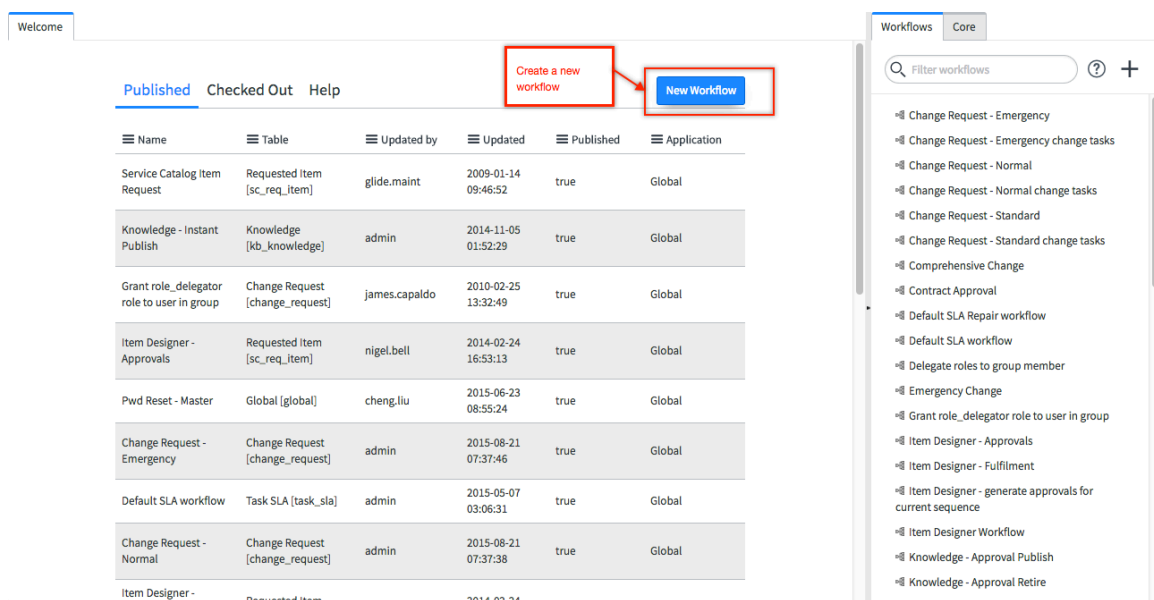 Welcome
Published Checked Out Help
Create a new
workflow
New Workflow
Name Table Updated by Updated Published Application
Service Catalog Item
Request
Requested Item
[sc_req_item]
glide.maint
2009-01-14
09:46:52
true
Global
Knowledge - Instant
Publish
Knowledge
[kb_knowledge]
admin
2014-11-05
01:52:29
true
Global
Grant role_delegator
role to user in group
Change Request
[change_request]
james.capaldo
2010-02-25
13:32:49
true
Global
Item Designer -
Approvals
Requested Item
[sc_req_item]
nigel.bell
2014-02-24
16:53:13
true
Global
Pwd Reset - Master
Global [global]
cheng.liu
2015-06-23
08:55:24
true
Global
Change Request -
Emergency
Change Request
[change_request]
admin
2015-08-21
07:37:46
true
Global
Default SLA workflow
Task SLA [task_sla]
admin
2015-05-07
03:06:31
true
Global
Change Request -
Normal
Change Request
[change_request]
admin
2015-08-21
07:37:38
true
Global
Item Designer -
Requested Item
2014-02-24
Workflows Core
Filter workflows
Change Request - Emergency
Change Request - Emergency change tasks
Change Request - Normal
Change Request - Normal change tasks
Change Request - Standard
Change Request - Standard change tasks
Comprehensive Change
Contract Approval
Default SLA Repair workflow
Default SLA workflow
Delegate roles to group member
Emergency Change
Grant role_delegator role to user in group
Item Designer - Approvals
Item Designer - Fulfilment
Item Designer - generate approvals for
current sequence
Item Designer Workflow
Knowledge - Approval Publish
Knowledge - Approval Retire